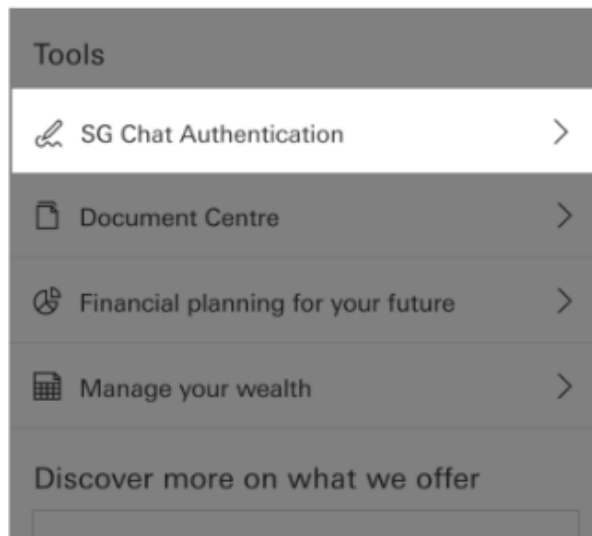 Tools
SG Chat Authentication
Document Centre
Financial planning for your future
Manage your wealth
Discover more on what we offer